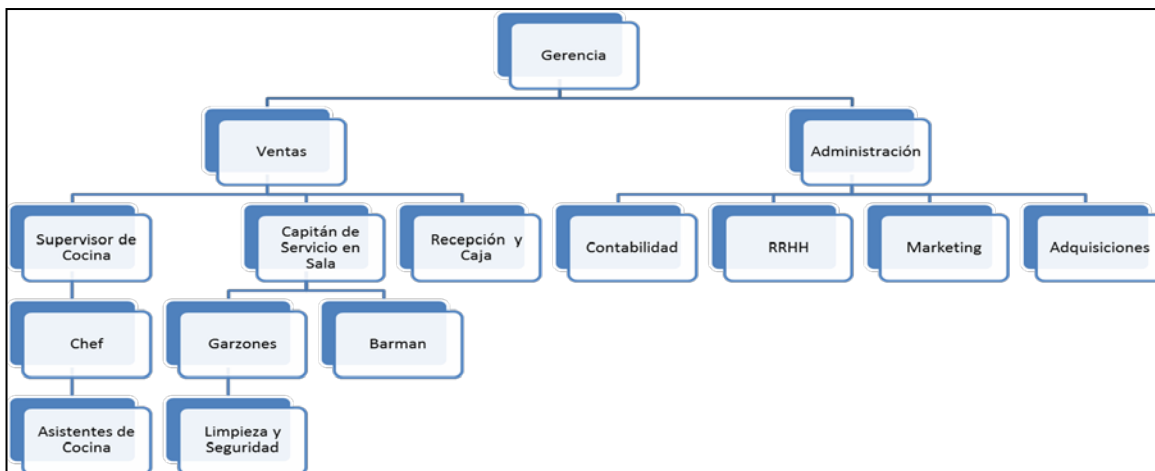 Gerencia
Ventas
Administración
Supervisor de
Cocina
Capitán de
Servicio en
Sala
Recepción y
Caja
Contabilidad
RRHH
Marketing
Adquisiciones
Chef
Garzones
Barman
Asistentes de
Cocina
Limpieza y
Seguridad